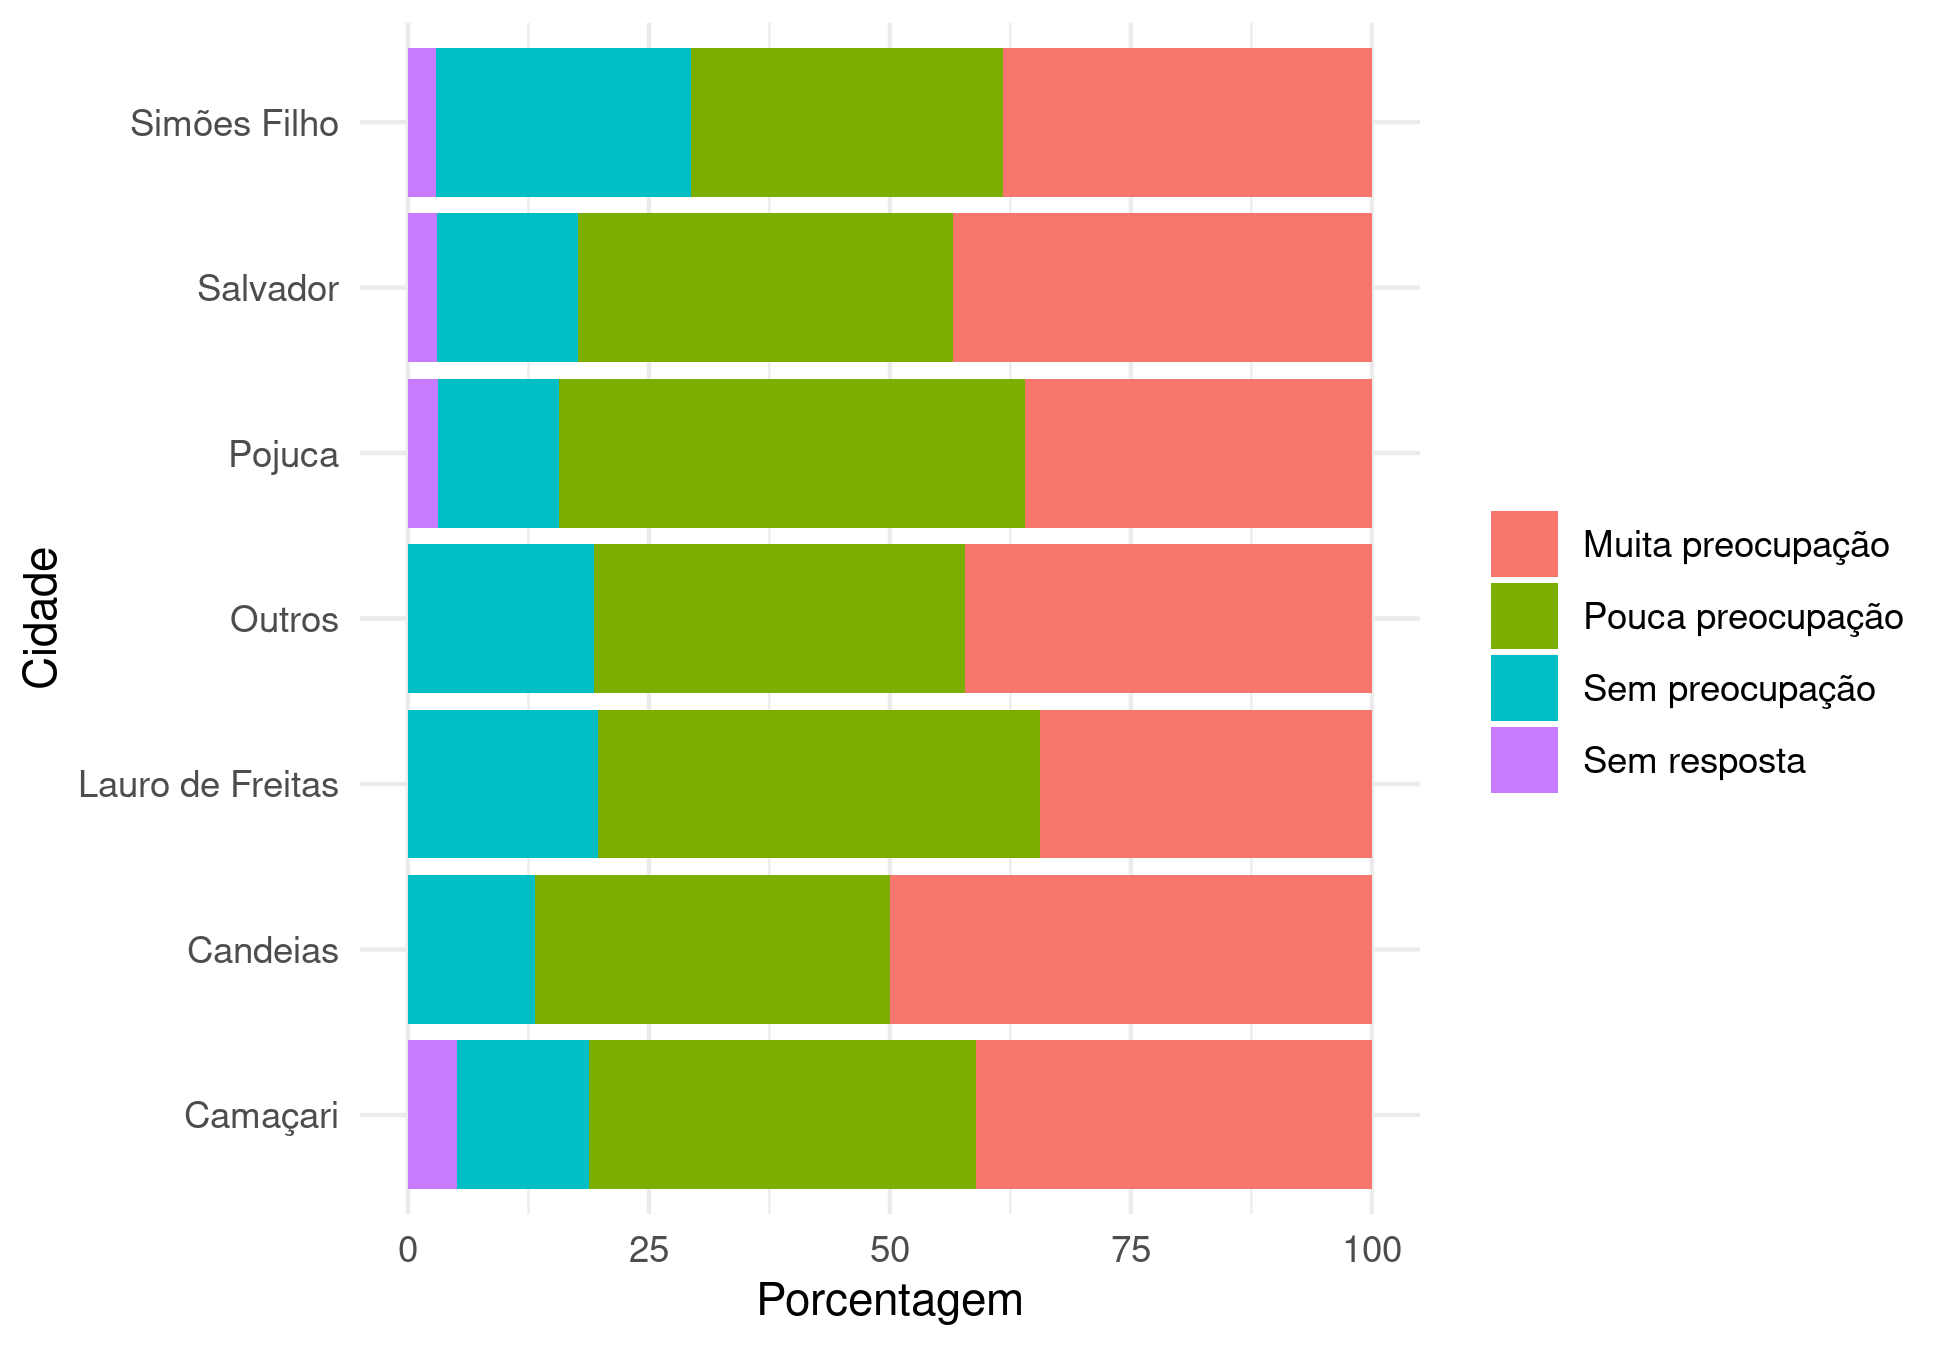 Cidade
Simões Filho
Salvador
Pojuca
Outros
Lauro de Freitas
Candeias
Camaçari
0 25 50 75 100
Porcentagem
Muita preocupação
Pouca preocupação
Sem preocupação
Sem resposta